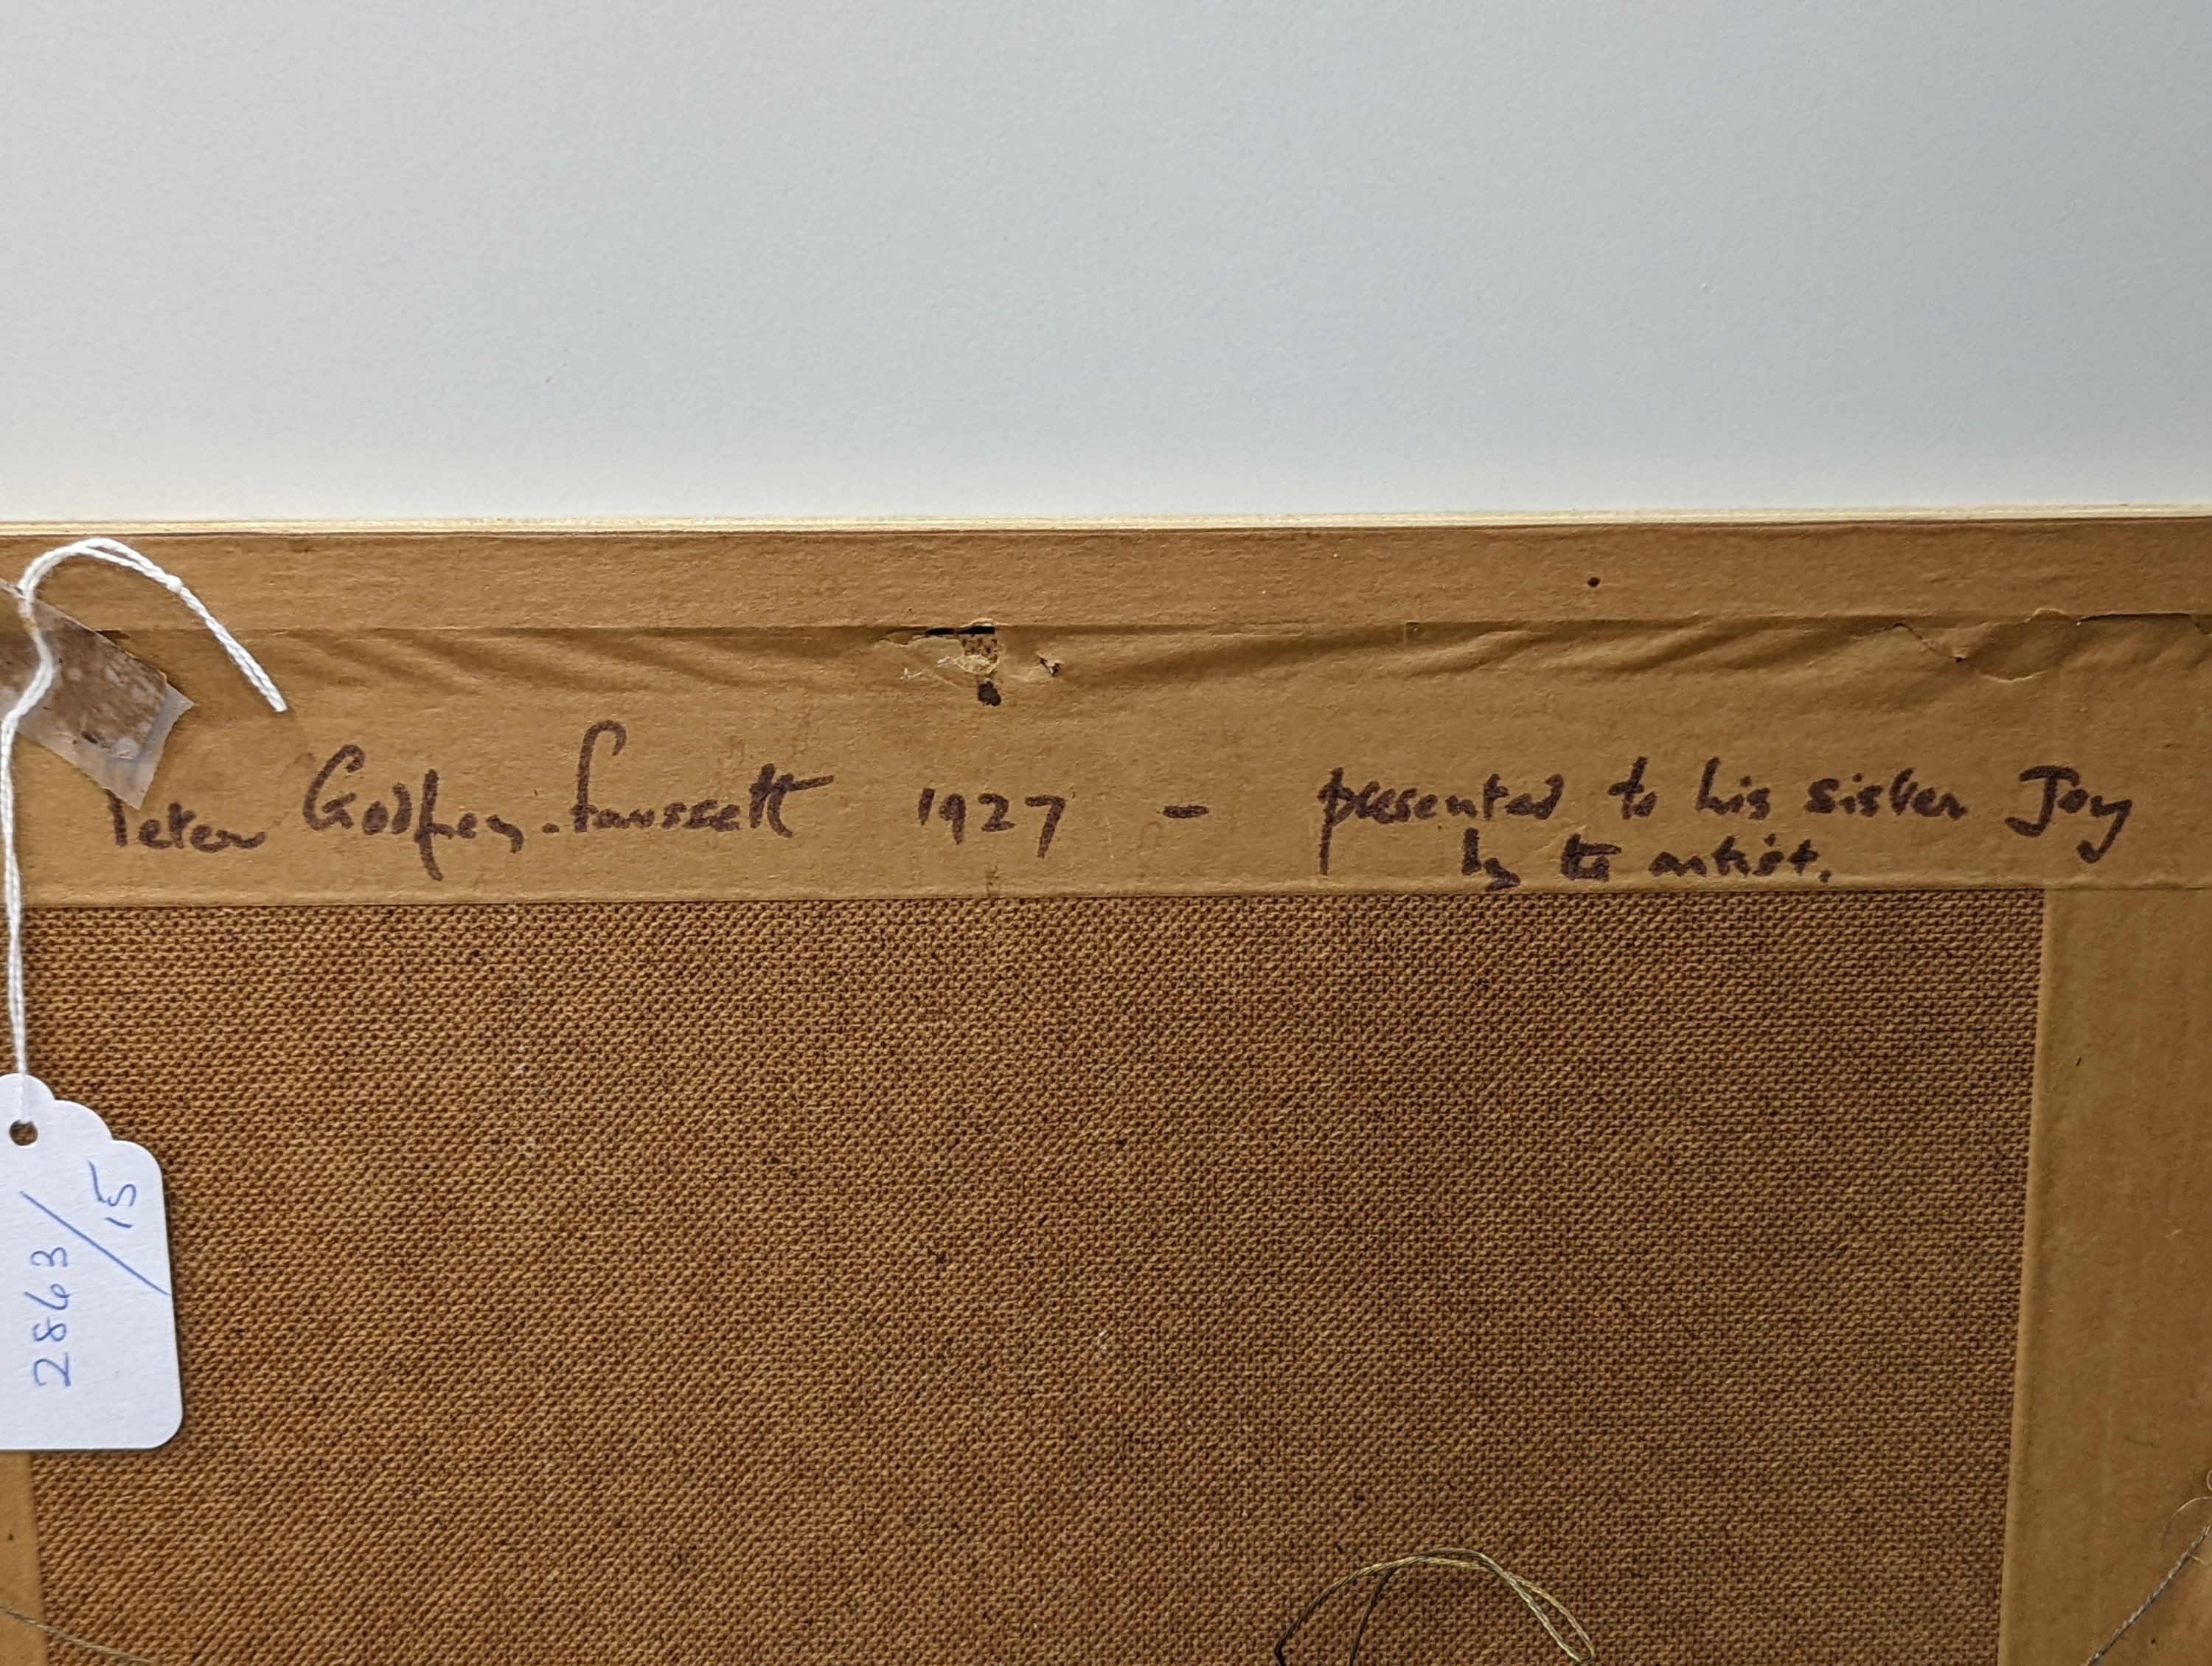 Peter Godfrey-Faussett 1927 - presented to his sister Joy
by the artist.
2863/15